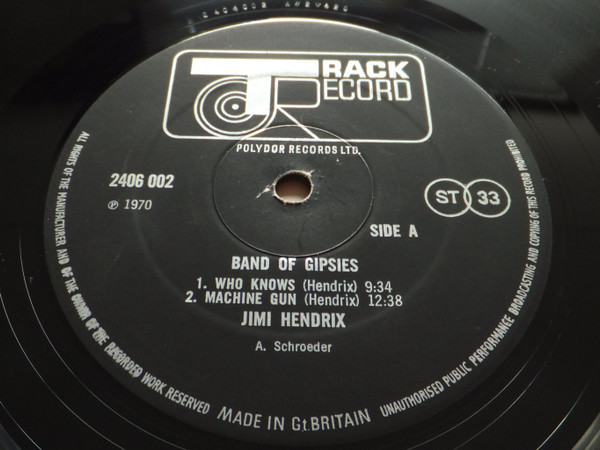 TRACK
RECORD
POLYDOR RECORDS LTD.
2406 002
℗ 1970
ST 33
SIDE A
BAND OF GIPSIES
1. WHO KNOWS (Hendrix) 9:34
2. MACHINE GUN (Hendrix) 12:38
JIMI HENDRIX
A. Schroeder
ALL RIGHTS OF THE MANUFACTURER AND OF THE OWNER OF THE RECORDED WORK RESERVED
MADE IN Gt. BRITAIN
UNAUTHORISED PUBLIC PERFORMANCE BROADCASTING AND COPYING OF THIS RECORD PROHIBITED